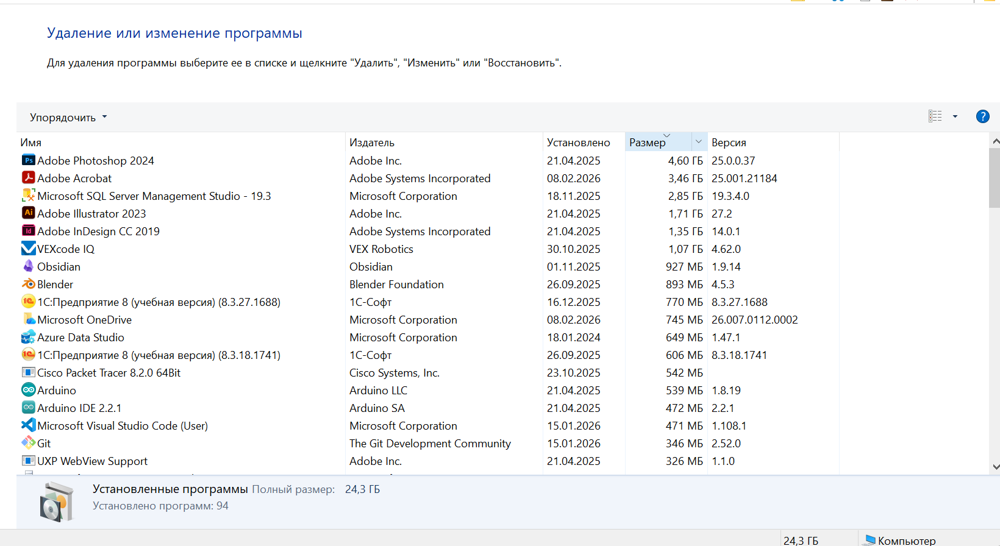 Удаление или изменение программы
Для удаления программы выберите ее в списке и щелкните "Удалить", "Изменить" или "Восстановить".
Упорядочить
Имя Издатель Установлено Размер Версия
Adobe Photoshop 2024 Adobe Inc. 21.04.2025 4,60 ГБ 25.0.0.37
Adobe Acrobat Adobe Systems Incorporated 08.02.2026 3,46 ГБ 25.001.21184
Microsoft SQL Server Management Studio - 19.3 Microsoft Corporation 18.11.2025 2,85 ГБ 19.3.4.0
Adobe Illustrator 2023 Adobe Inc. 21.04.2025 1,71 ГБ 27.2
Adobe InDesign CC 2019 Adobe Systems Incorporated 21.04.2025 1,35 ГБ 14.0.1
VEXcode IQ VEX Robotics 30.10.2025 1,07 ГБ 4.62.0
Obsidian Obsidian 01.11.2025 927 МБ 1.9.14
Blender Blender Foundation 26.09.2025 893 МБ 4.5.3
1С:Предприятие 8 (учебная версия) (8.3.27.1688) 1С-Софт 16.12.2025 770 МБ 8.3.27.1688
Microsoft OneDrive Microsoft Corporation 08.02.2026 745 МБ 26.007.0112.0002
Azure Data Studio Microsoft Corporation 18.01.2024 649 МБ 1.47.1
1С:Предприятие 8 (учебная версия) (8.3.18.1741) 1С-Софт 26.09.2025 606 МБ 8.3.18.1741
Cisco Packet Tracer 8.2.0 64Bit Cisco Systems, Inc. 23.10.2025 542 МБ
Arduino Arduino LLC 21.04.2025 539 МБ 1.8.19
Arduino IDE 2.2.1 Arduino SA 21.04.2025 472 МБ 2.2.1
Microsoft Visual Studio Code (User) Microsoft Corporation 15.01.2026 471 МБ 1.108.1
Git The Git Development Community 15.01.2026 346 МБ 2.52.0
UXP WebView Support Adobe Inc. 21.04.2025 326 МБ 1.1.0
Установленные программы Полный размер: 24,3 ГБ
Установлено программ: 94
24,3 ГБ Компьютер